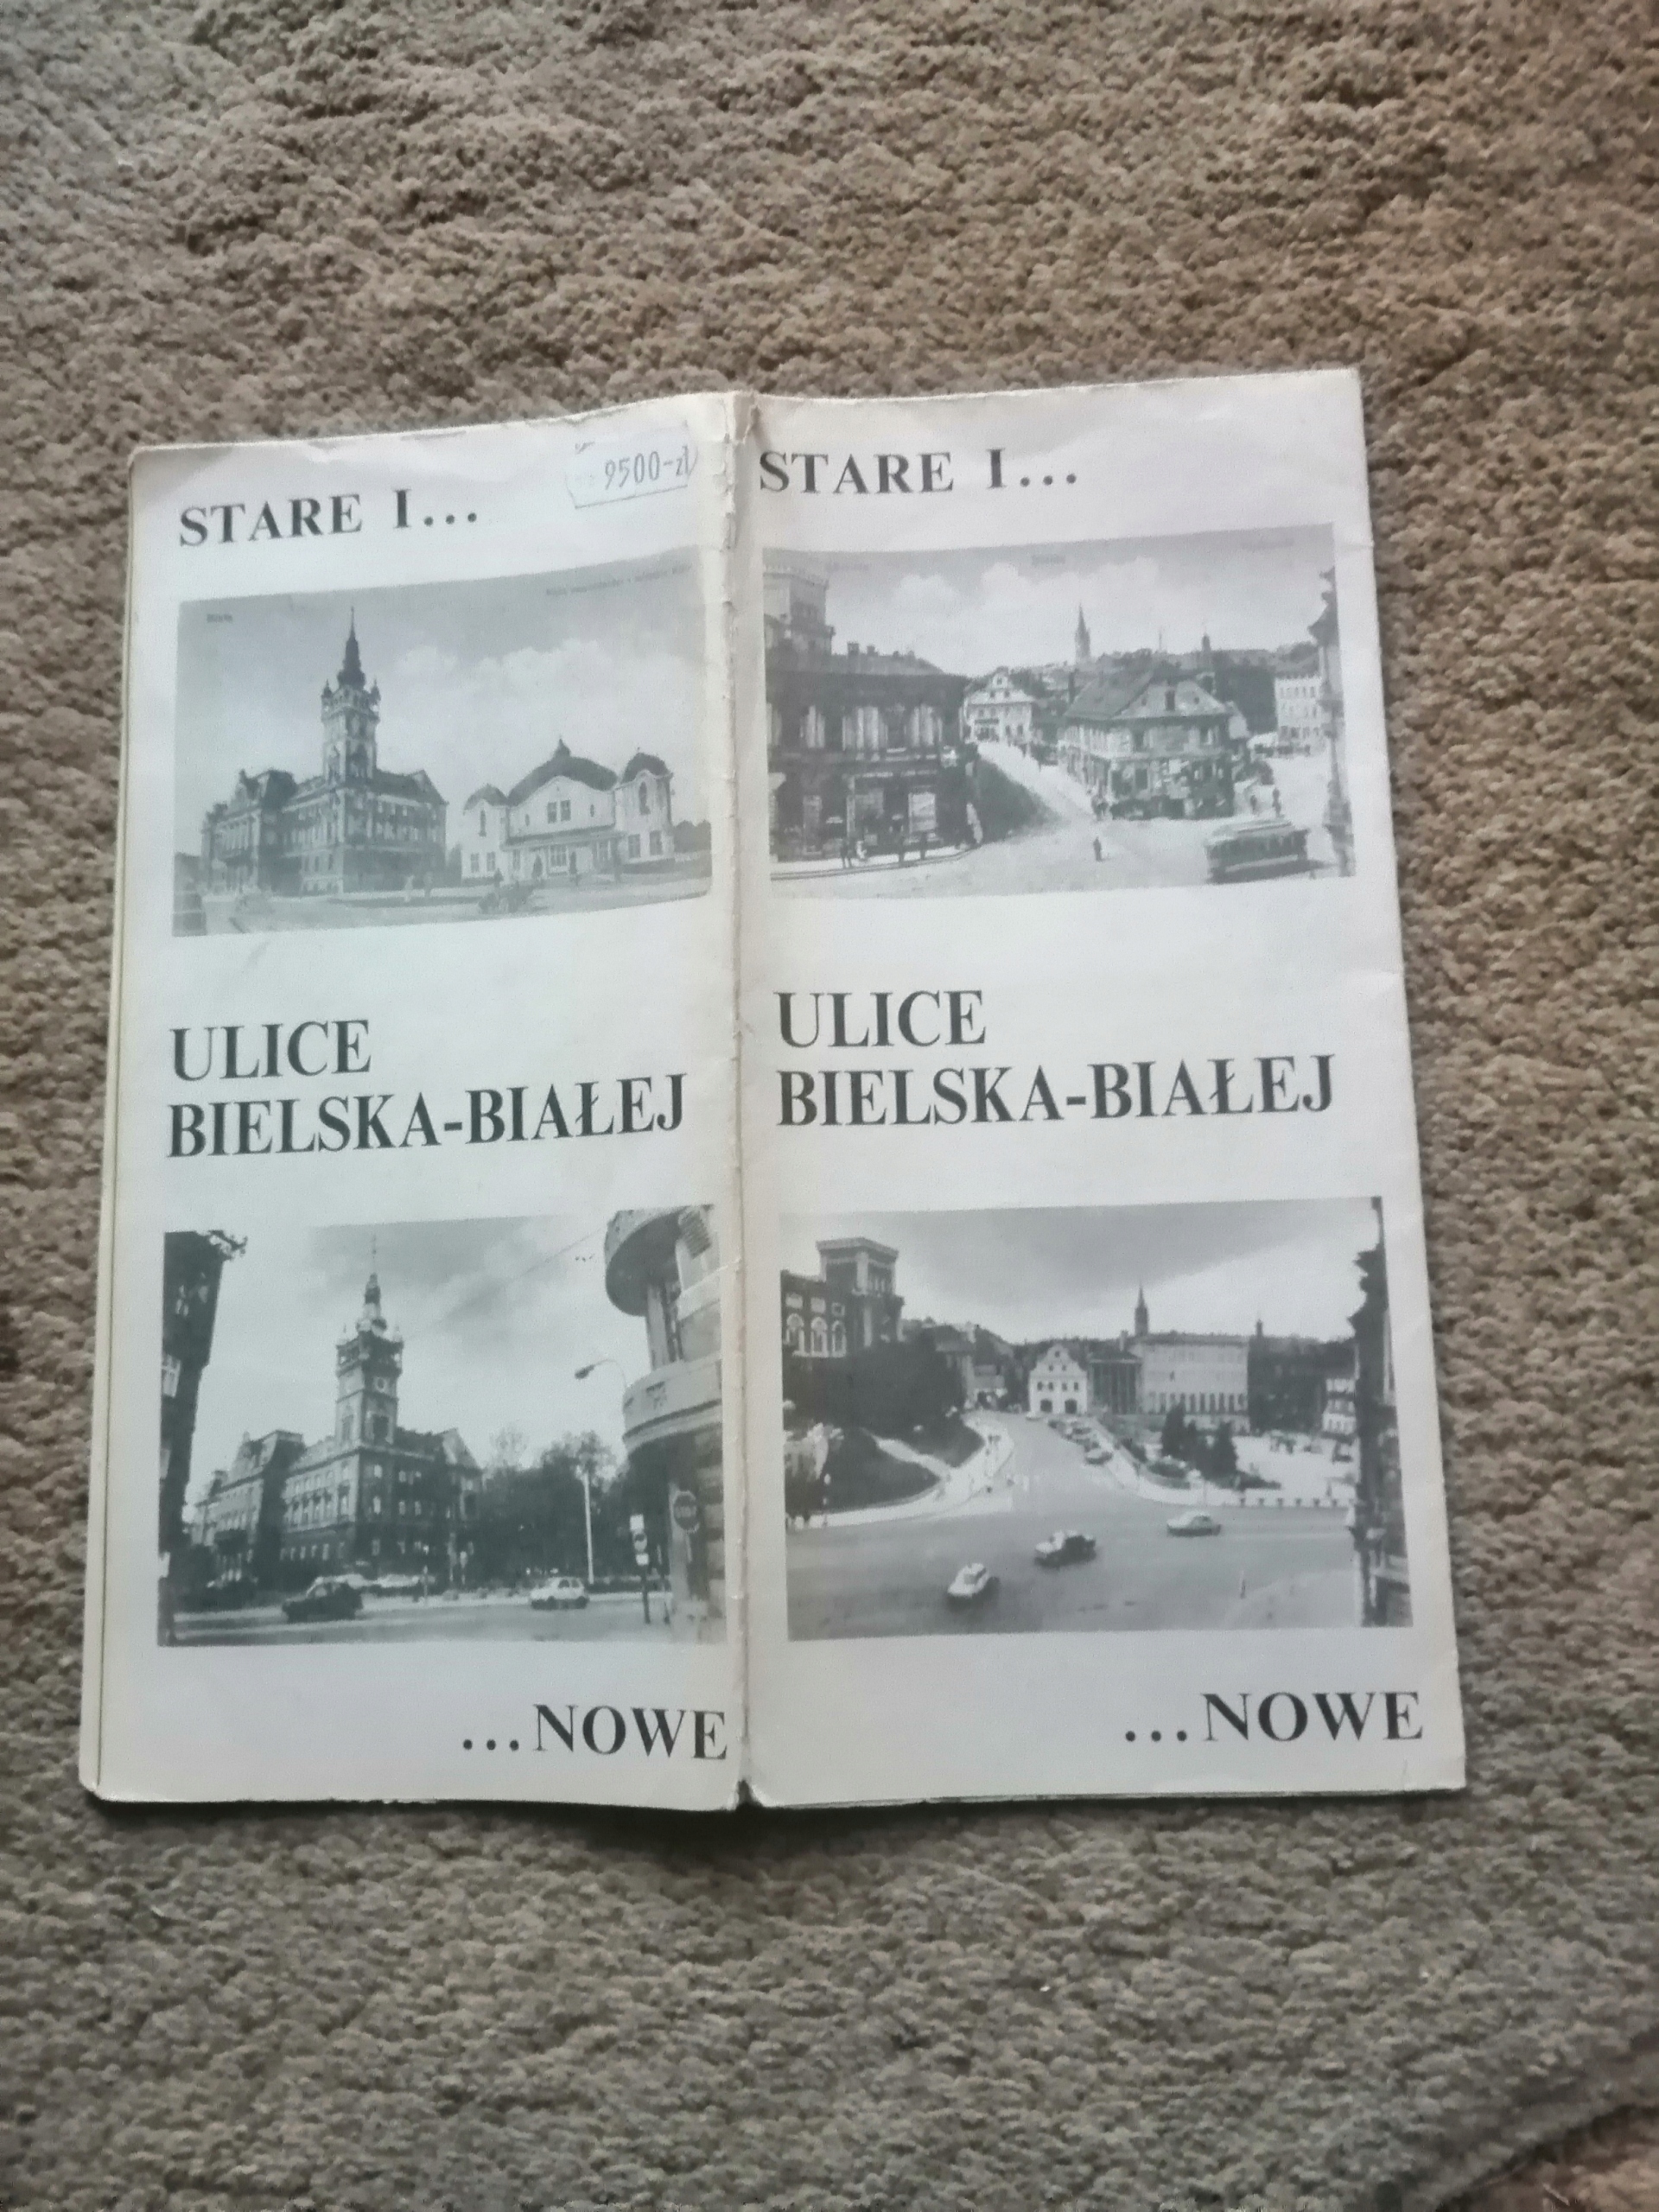 STARE I...
9500-zł
ULICE
BIELSKA-BIAŁEJ
...NOWE
STARE I...
ULICE
BIELSKA-BIAŁEJ
...NOWE